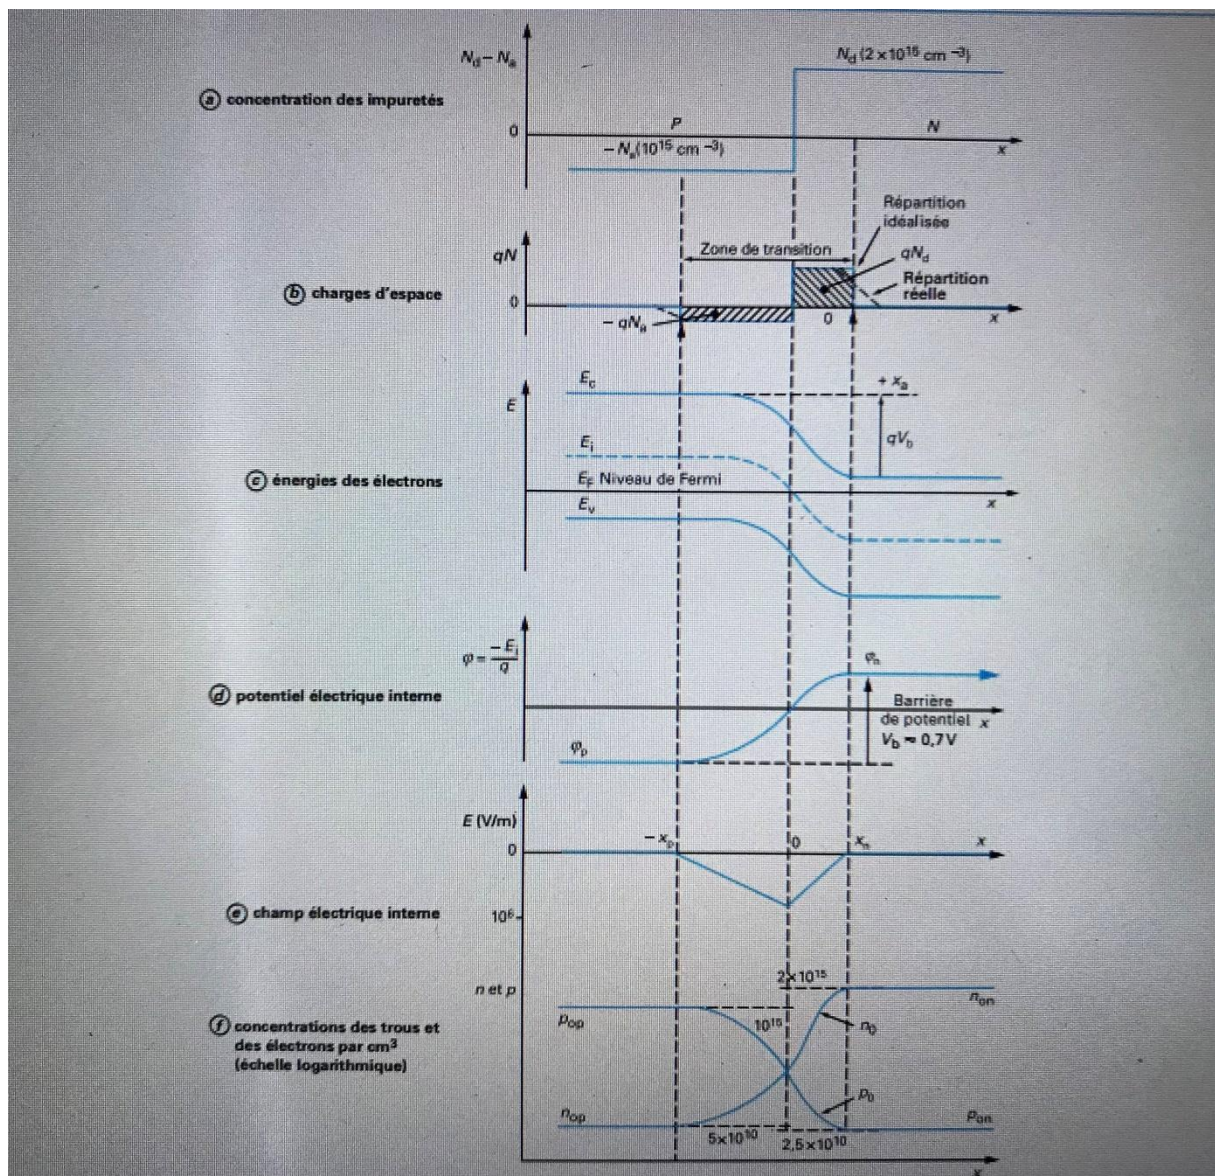 N_d – N_a
N_d (2 × 10^15 cm^–3)
ⓐ concentration des impuretés
0
P
N
x
– N_a (10^15 cm^–3)
Répartition
idéalisée
qN
Zone de transition
qN_d
ⓑ charges d'espace
Répartition
réelle
0
– qN_a
0
x
E_c
+ x_a
E
qV_b
E_i
ⓒ énergies des électrons
E_F Niveau de Fermi
E_v
x
φ = –E_i / q
φ_n
ⓓ potentiel électrique interne
Barrière
de potentiel x
V_b ≈ 0,7 V
φ_p
E (V/m)
– x_p
0
x_n
x
0
ⓔ champ électrique interne
10^6
2 × 10^15
n et p
n_on
p_op
10^15
n_0
ⓕ concentrations des trous et
des électrons par cm^3
(échelle logarithmique)
p_0
n_op
p_on
5 × 10^10
2,5 × 10^10
x